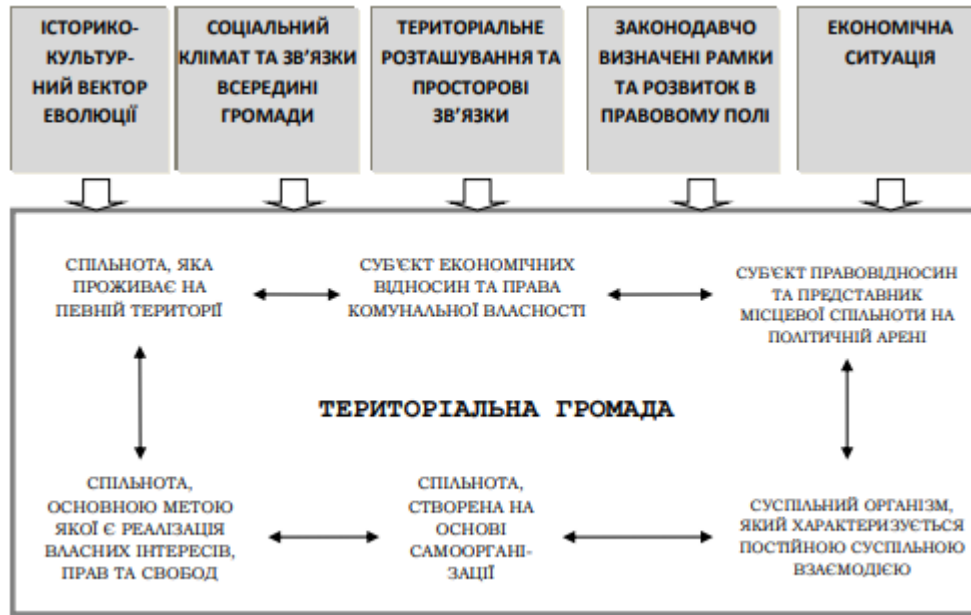 ІСТОРИКО-
КУЛЬТУР-
НИЙ ВЕКТОР
ЕВОЛЮЦІЇ
СОЦІАЛЬНИЙ
КЛІМАТ ТА ЗВ’ЯЗКИ
ВСЕРЕДИНІ
ГРОМАДИ
ТЕРИТОРІАЛЬНЕ
РОЗТАШУВАННЯ ТА
ПРОСТОРОВІ
ЗВ’ЯЗКИ
ЗАКОНОДАВЧО
ВИЗНАЧЕНІ РАМКИ
ТА РОЗВИТОК В
ПРАВОВОМУ ПОЛІ
ЕКОНОМІЧНА
СИТУАЦІЯ
СПІЛЬНОТА, ЯКА
ПРОЖИВАЄ НА
ПЕВНІЙ ТЕРИТОРІЇ
СУБ'ЄКТ ЕКОНОМІЧНИХ
ВІДНОСИН ТА ПРАВА
КОМУНАЛЬНОЇ ВЛАСНОСТІ
СУБ'ЄКТ ПРАВОВІДНОСИН
ТА ПРЕДСТАВНИК
МІСЦЕВОЇ СПІЛЬНОТИ НА
ПОЛІТИЧНІЙ АРЕНІ
ТЕРИТОРІАЛЬНА ГРОМАДА
СПІЛЬНОТА,
ОСНОВНОЮ МЕТОЮ
ЯКОЇ Є РЕАЛІЗАЦІЯ
ВЛАСНИХ ІНТЕРЕСІВ,
ПРАВ ТА СВОБОД
СПІЛЬНОТА,
СТВОРЕНА НА
ОСНОВІ
САМООРГАНІ-
ЗАЦІЇ
СУСПІЛЬНИЙ ОРГАНІЗМ,
ЯКИЙ ХАРАКТЕРИЗУЄТЬСЯ
ПОСТІЙНОЮ СУСПІЛЬНОЮ
ВЗАЄМОДІЄЮ